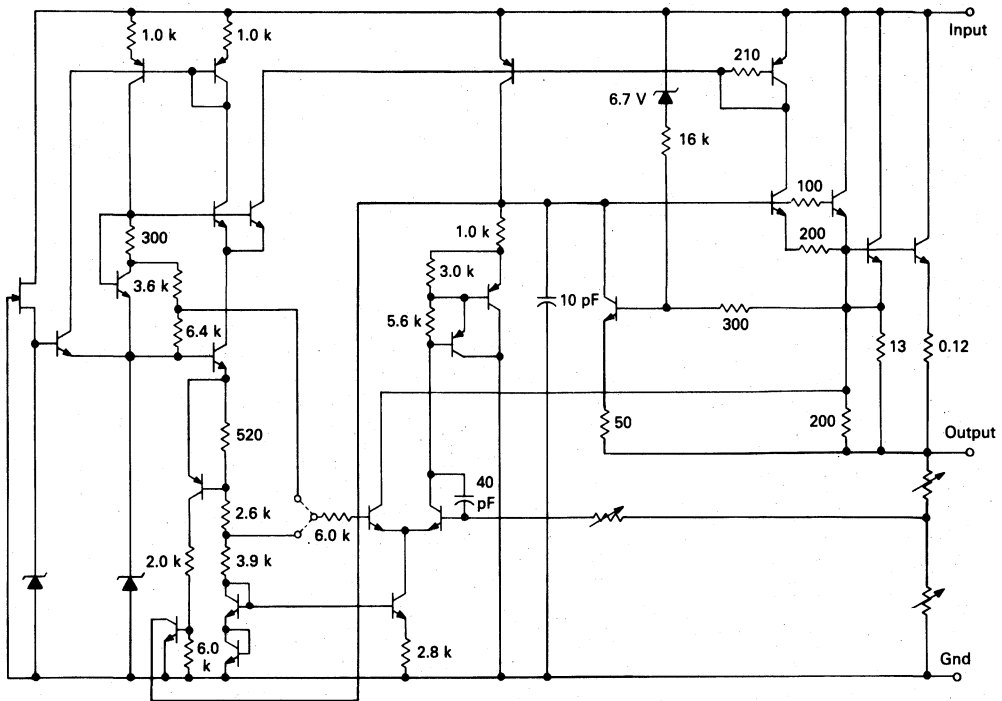 Input
1.0 k
1.0 k
210
6.7 V
16 k
100
300
1.0 k
200
3.6 k
3.0 k
10 pF
6.4 k
5.6 k
300
13
0.12
520
50
200
Output
40
pF
2.6 k
6.0 k
2.0 k
3.9 k
6.0
k
2.8 k
Gnd